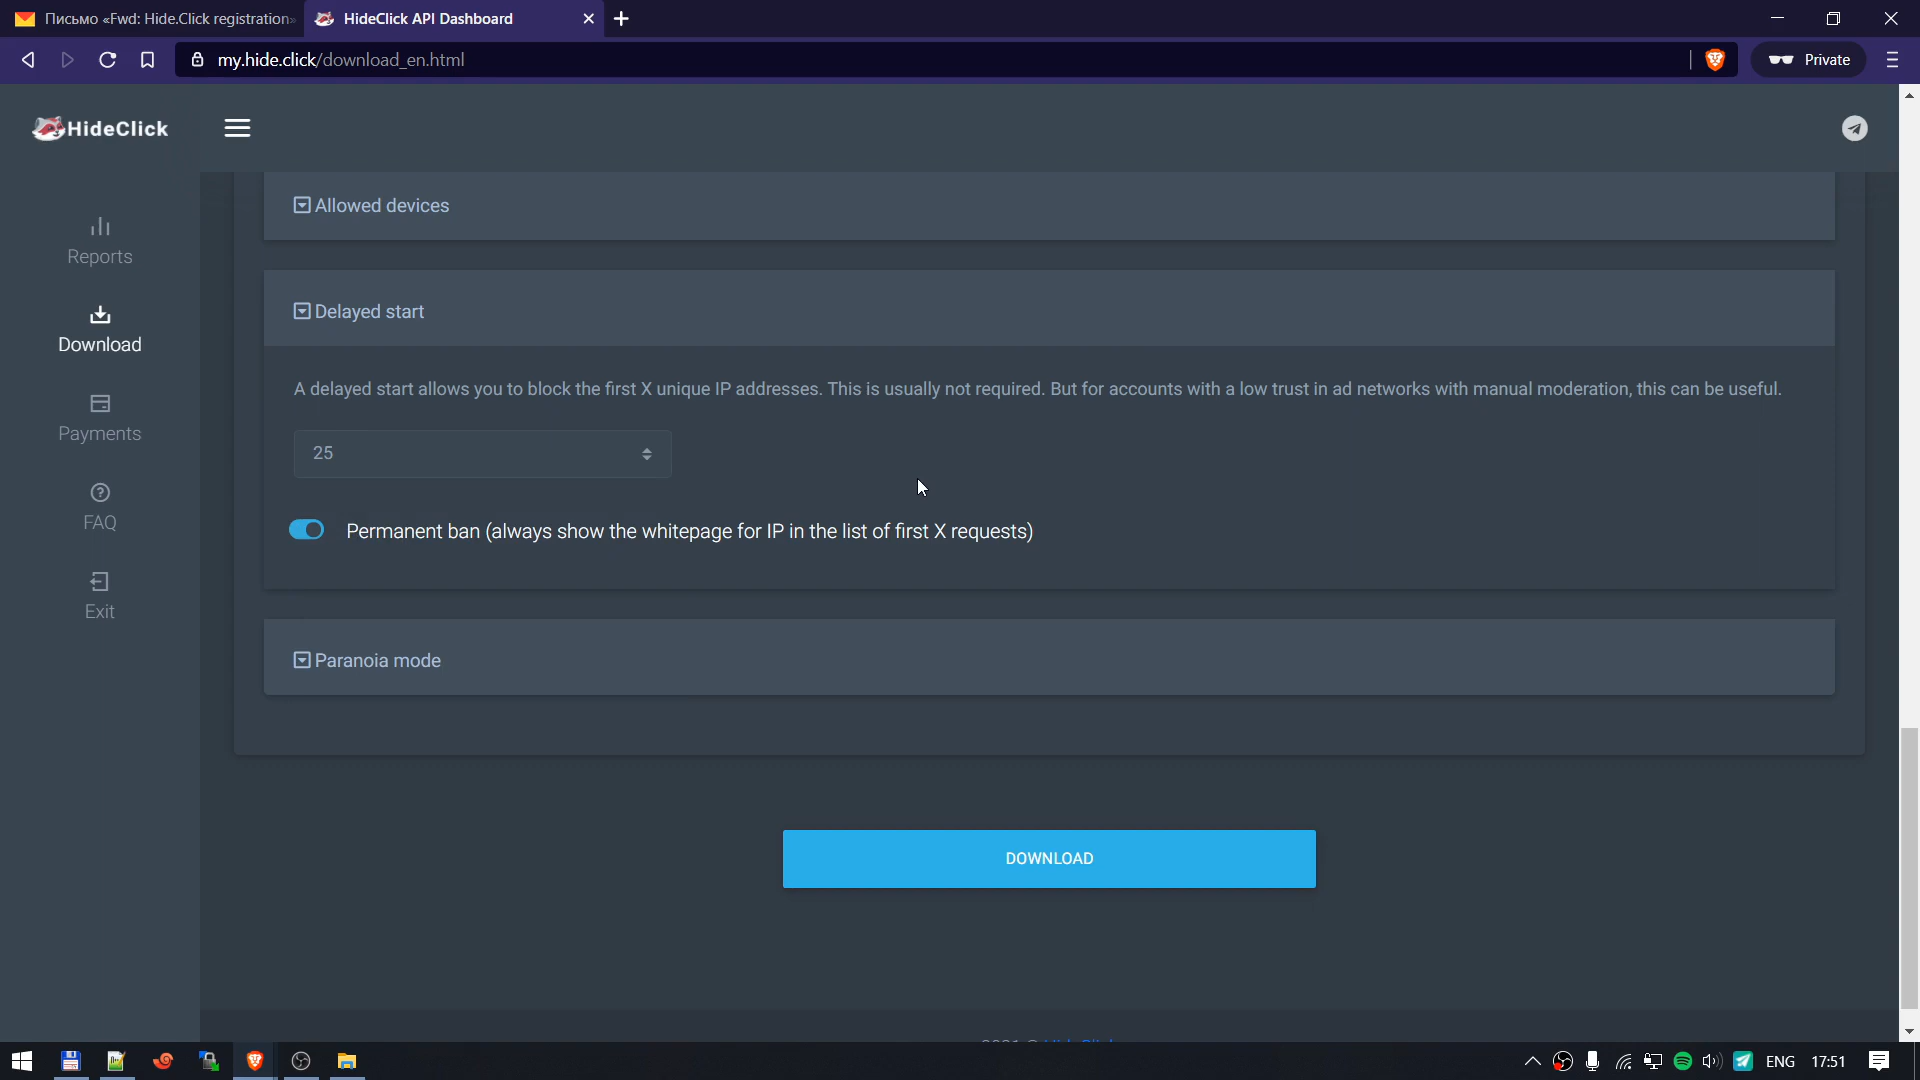 Письмо «Fwd: Hide.Click registration»
HideClick API Dashboard
my.hide.click/download_en.html
Private
HideClick
Allowed devices
Reports
Delayed start
Download
A delayed start allows you to block the first X unique IP addresses. This is usually not required. But for accounts with a low trust in ad networks with manual moderation, this can be useful.
Payments
25
FAQ
Permanent ban (always show the whitepage for IP in the list of first X requests)
Exit
Paranoia mode
DOWNLOAD
ENG
17:51